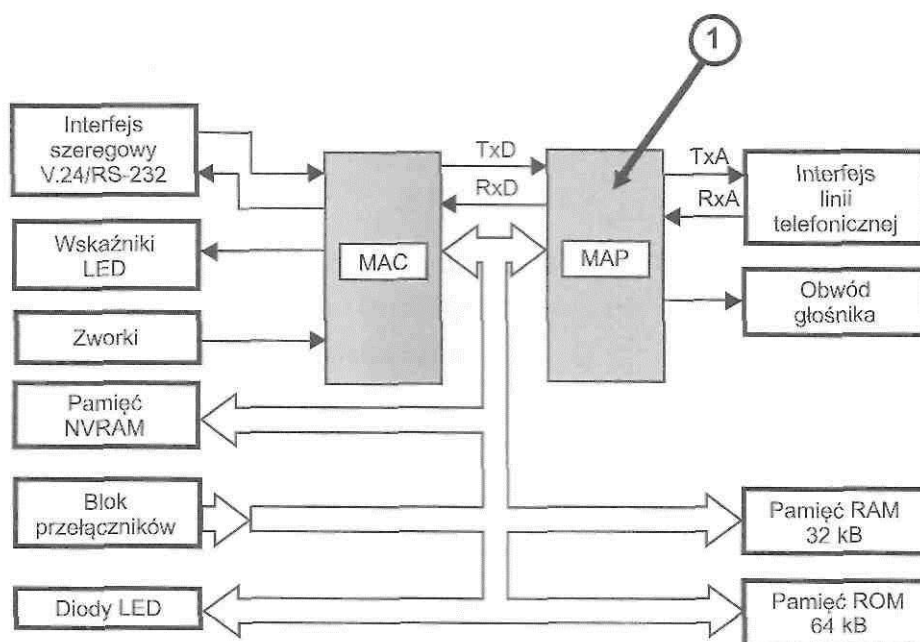 1
Interfejs
szeregowy
V.24/RS-232
TxD
RxD
TxA
RxA
Interfejs
linii
telefonicznej
Wskaźniki
LED
MAC
MAP
Obwód
głośnika
Zworki
Pamięć
NVRAM
Blok
przełączników
Pamięć RAM
32 kB
Diody LED
Pamięć ROM
64 kB